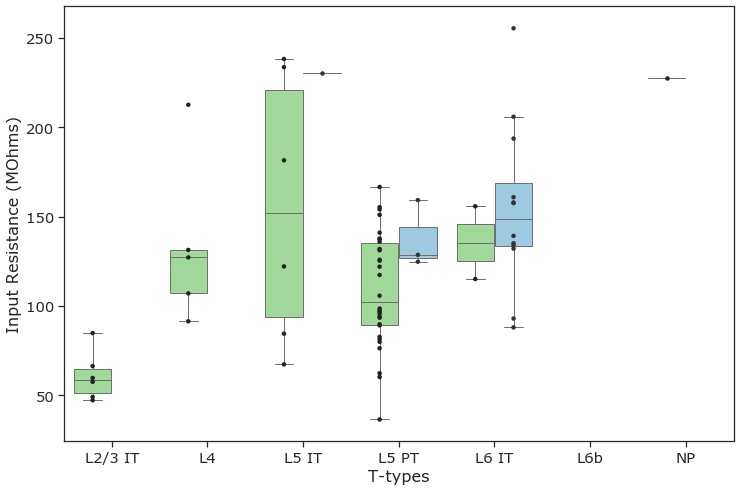 250
200
150
100
50
Input Resistance (MOhms)
L2/3 IT L4 L5 IT L5 PT L6 IT L6b NP
T-types